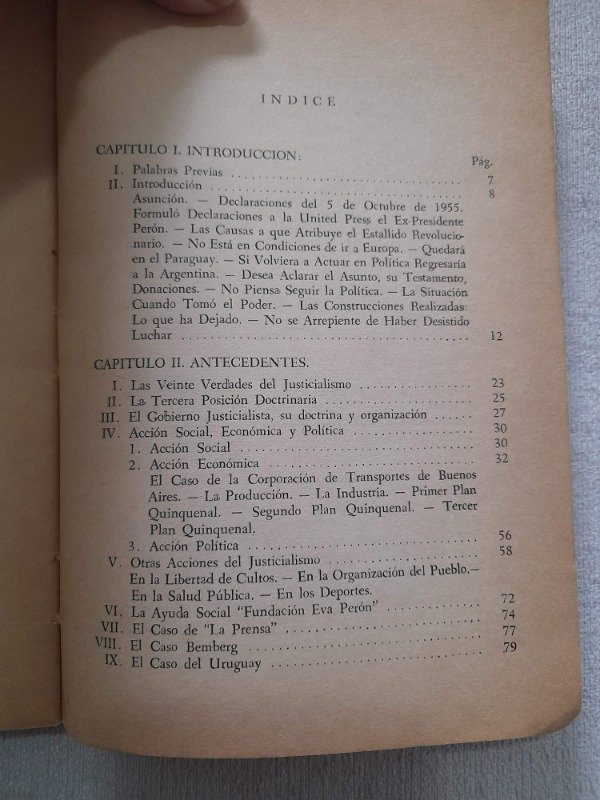 INDICE
CAPITULO I. INTRODUCCION:
Pág.
I. Palabras Previas 7
II. Introducción 8
Asunción. — Declaraciones del 5 de Octubre de 1955.
Formuló Declaraciones a la United Press el Ex-Presidente
Perón. — Las Causas a que Atribuye el Estallido Revolucio-
nario. — No Está en Condiciones de ir a Europa. — Quedará
en el Paraguay. — Si Volviera a Actuar en Política Regresaría
a la Argentina. — Desea Aclarar el Asunto, su Testamento,
Donaciones. — No Piensa Seguir la Política. — La Situación
Cuando Tomó el Poder. — Las Construcciones Realizadas:
Lo que ha Dejado. — No se Arrepiente de Haber Desistido
Luchar 12
CAPITULO II. ANTECEDENTES.
I. Las Veinte Verdades del Justicialismo 23
II. La Tercera Posición Doctrinaria 25
III. El Gobierno Justicialista, su doctrina y organización 27
IV. Acción Social, Económica y Política 30
1. Acción Social 30
2. Acción Económica 32
El Caso de la Corporación de Transportes de Buenos
Aires. — La Producción. — La Industria. — Primer Plan
Quinquenal. — Segundo Plan Quinquenal. — Tercer
Plan Quinquenal.
3. Acción Política 56
V. Otras Acciones del Justicialismo 58
En la Libertad de Cultos. — En la Organización del Pueblo.—
En la Salud Pública. — En los Deportes.
VI. La Ayuda Social "Fundación Eva Perón" 72
VII. El Caso de "La Prensa" 74
VIII. El Caso Bemberg 77
IX. El Caso del Uruguay 79